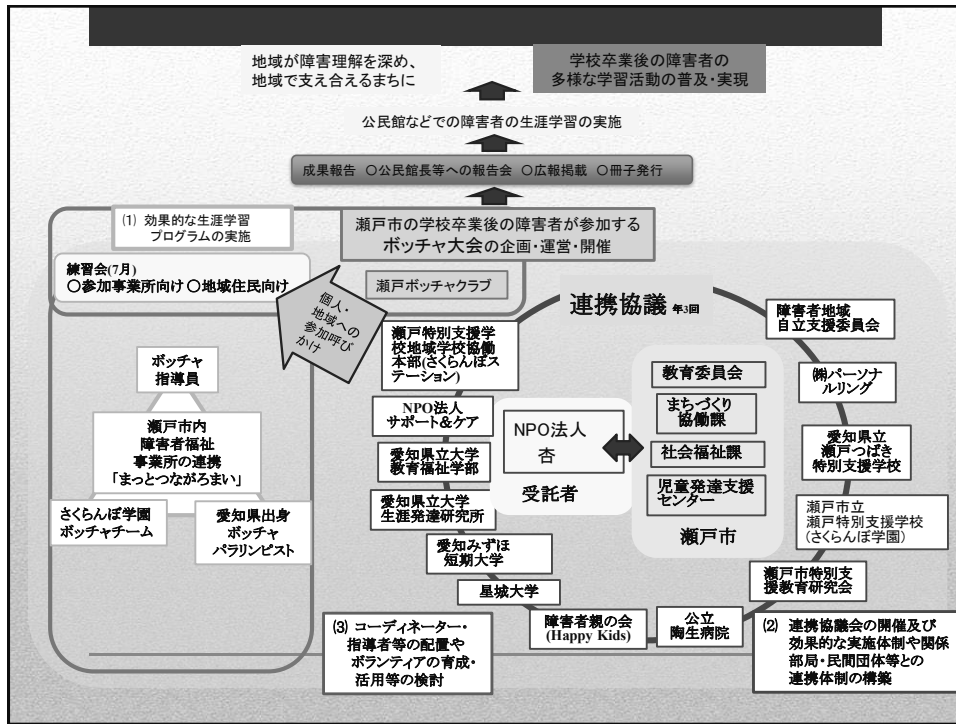 地域が障害理解を深め、
地域で支え合えるまちに
学校卒業後の障害者の
多様な学習活動の普及・実現
公民館などでの障害者の生涯学習の実施
成果報告 ○公民館長等への報告会 ○広報掲載 ○冊子発行
(1) 効果的な生涯学習
プログラムの実施
瀬戸市の学校卒業後の障害者が参加する
ボッチャ大会の企画・運営・開催
練習会(7月)
○参加事業所向け ○地域住民向け
瀬戸ボッチャクラブ
個人・
地域への
参加呼び
かけ
連携協議 年3回
障害者地域
自立支援委員会
瀬戸特別支援学
校地域学校協働
本部(さくらんぼス
テーション)
ボッチャ
指導員
教育委員会
㈱パーソナ
ルリング
まちづくり
協働課
NPO法人
サポート&ケア
NPO法人
杏
瀬戸市内
障害者福祉
事業所の連携
「まっとつながろまい」
愛知県立大学
教育福祉学部
社会福祉課
愛知県立
瀬戸つばき
特別支援学校
児童発達支援
センター
受託者
愛知県立大学
生涯発達研究所
さくらんぼ学園
ボッチャチーム
愛知県出身
ボッチャ
パラリンピスト
瀬戸市
瀬戸市立
瀬戸特別支援学校
(さくらんぼ学園)
愛知みずほ
短期大学
星城大学
瀬戸市特別支
援教育研究会
障害者親の会
(Happy Kids)
公立
陶生病院
(3) コーディネーター・
指導者等の配置や
ボランティアの育成・
活用等の検討
(2) 連携協議会の開催及び
効果的な実施体制や関係
部局・民間団体等との
連携体制の構築